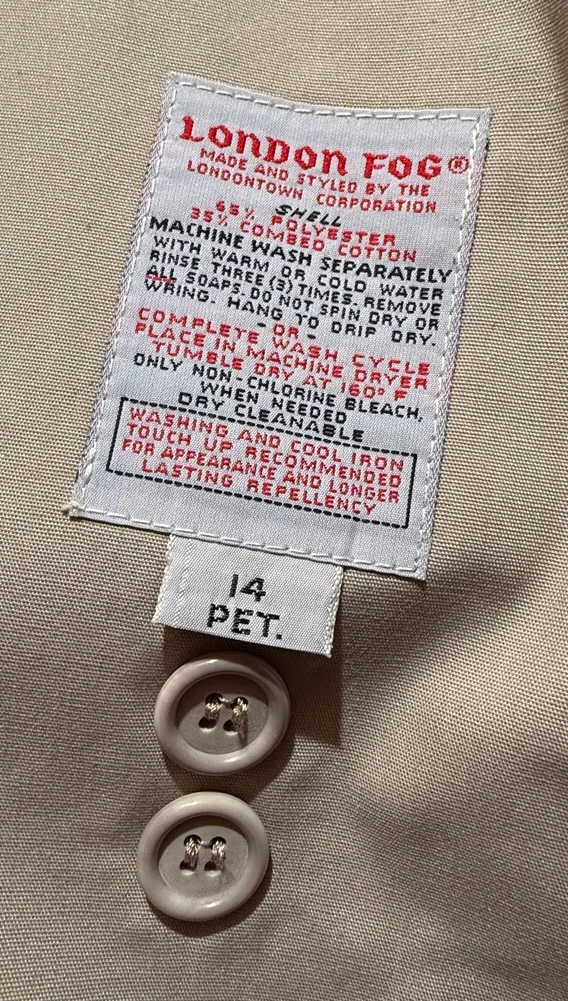 LONDON FOG®
MADE AND STYLED BY THE
LONDONTOWN CORPORATION
SHELL
65% POLYESTER
35% COMBED COTTON
MACHINE WASH SEPARATELY
WITH WARM OR COLD WATER
RINSE THREE (3) TIMES. REMOVE
ALL SOAPS. DO NOT SPIN DRY OR
WRING. HANG TO DRIP DRY.
- OR -
COMPLETE WASH CYCLE
PLACE IN MACHINE DRYER
TUMBLE DRY AT 160° F
ONLY NON-CHLORINE BLEACH,
WHEN NEEDED
DRY CLEANABLE
WASHING AND COOL IRON
TOUCH UP RECOMMENDED
FOR APPEARANCE AND LONGER
LASTING REPELLENCY
14
PET.